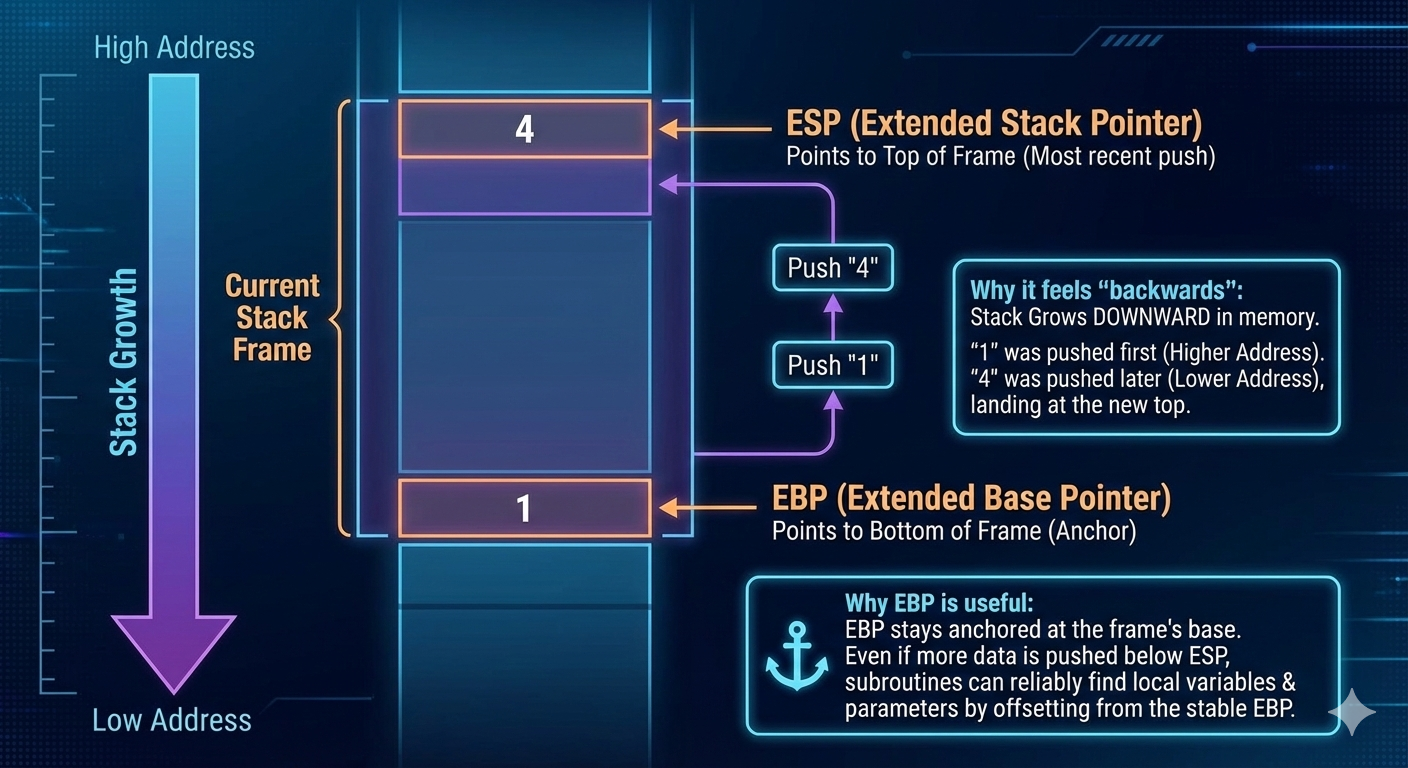 High Address
4
ESP (Extended Stack Pointer)
Points to Top of Frame (Most recent push)
Stack Growth
Current
Stack
Frame
Push "4"
Push "1"
Why it feels “backwards”:
Stack Grows DOWNWARD in memory.
“1” was pushed first (Higher Address).
“4” was pushed later (Lower Address),
landing at the new top.
1
EBP (Extended Base Pointer)
Points to Bottom of Frame (Anchor)
Why EBP is useful:
EBP stays anchored at the frame's base.
Even if more data is pushed below ESP,
subroutines can reliably find local variables &
parameters by offsetting from the stable EBP.
Low Address